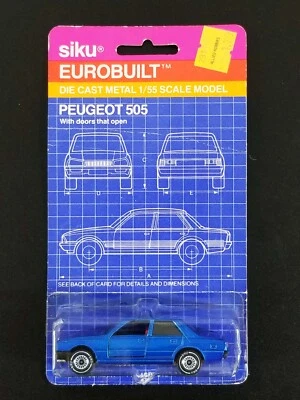 siku®
EUROBUILT™
DIE CAST METAL 1/55 SCALE MODEL
PEUGEOT 505
With doors that open
C
E
D
B
A
SEE BACK OF CARD FOR DETAILS AND DIMENSIONS